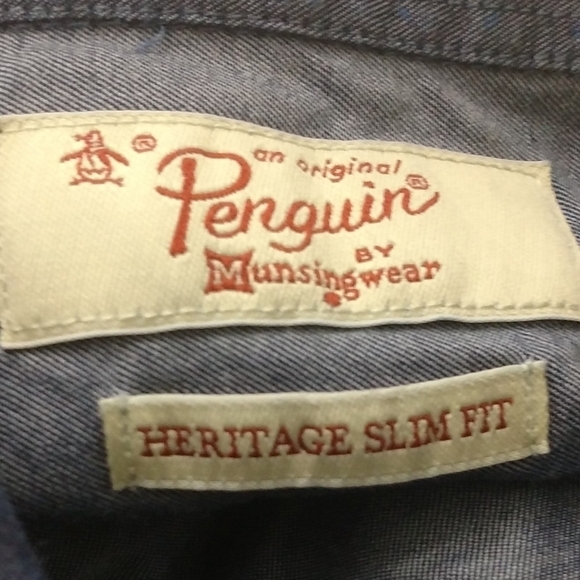 ® an original
Penguin®
BY
Munsingwear
HERITAGE SLIM FIT